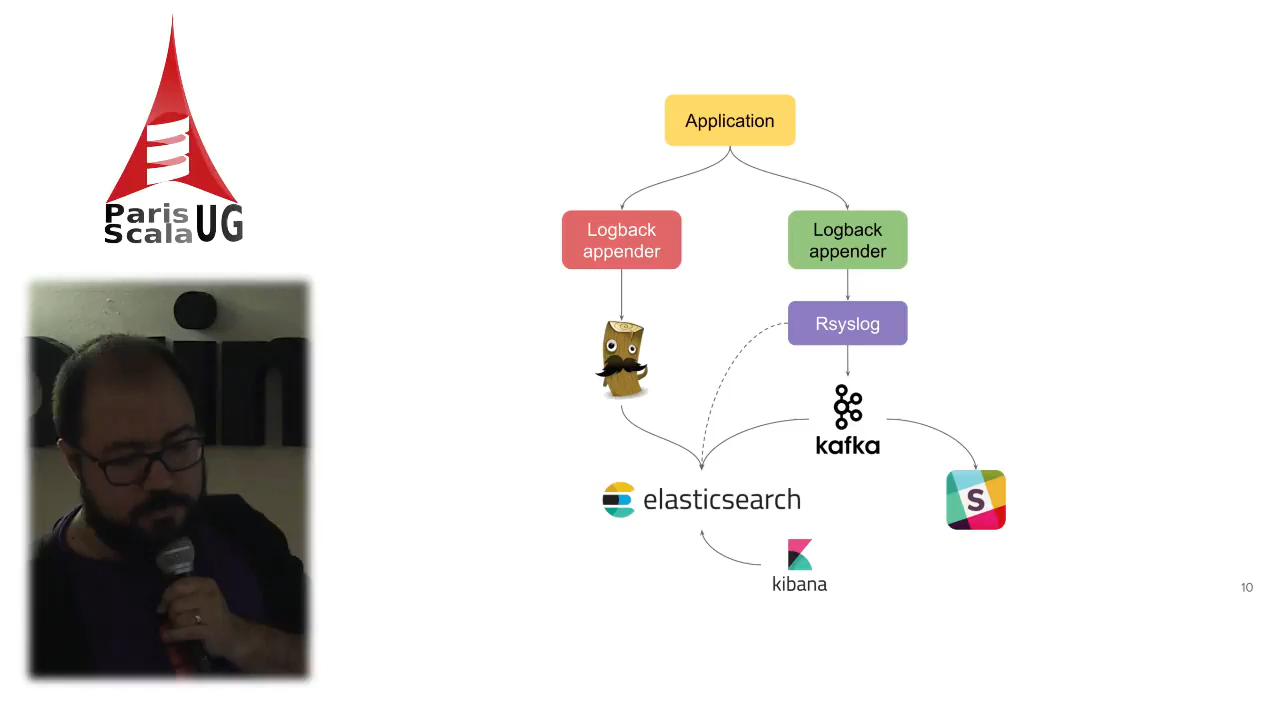 Paris
Scala UG
Application
Logback
appender
Logback
appender
Rsyslog
kafka
elasticsearch
S
kibana
10